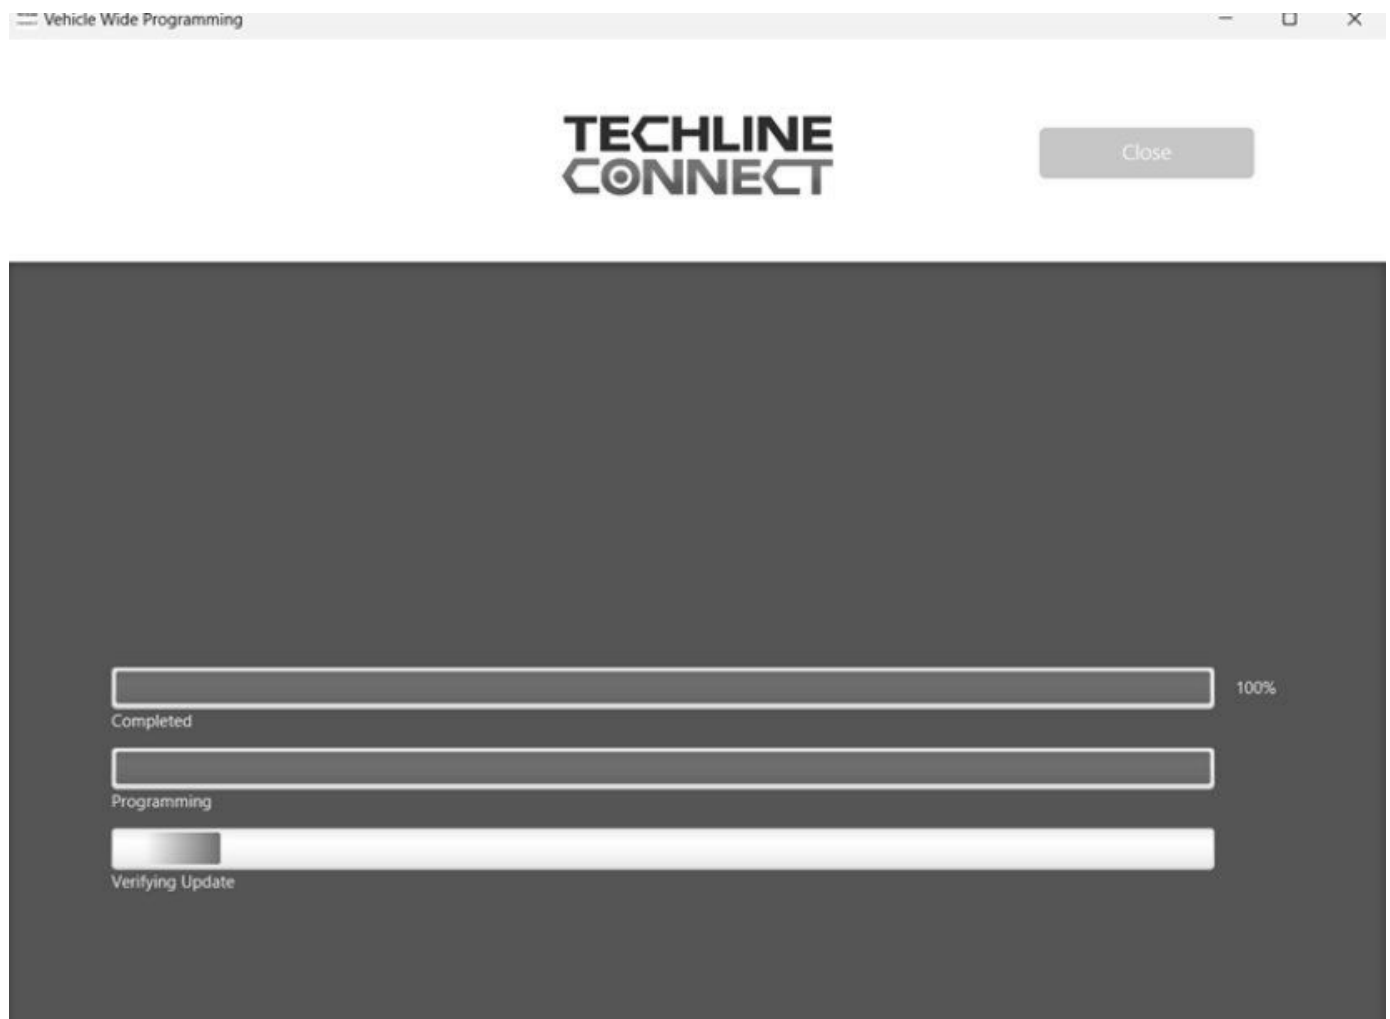 Vehicle Wide Programming
TECHLINE
CONNECT
Close
100%
Completed
Programming
Verifying Update